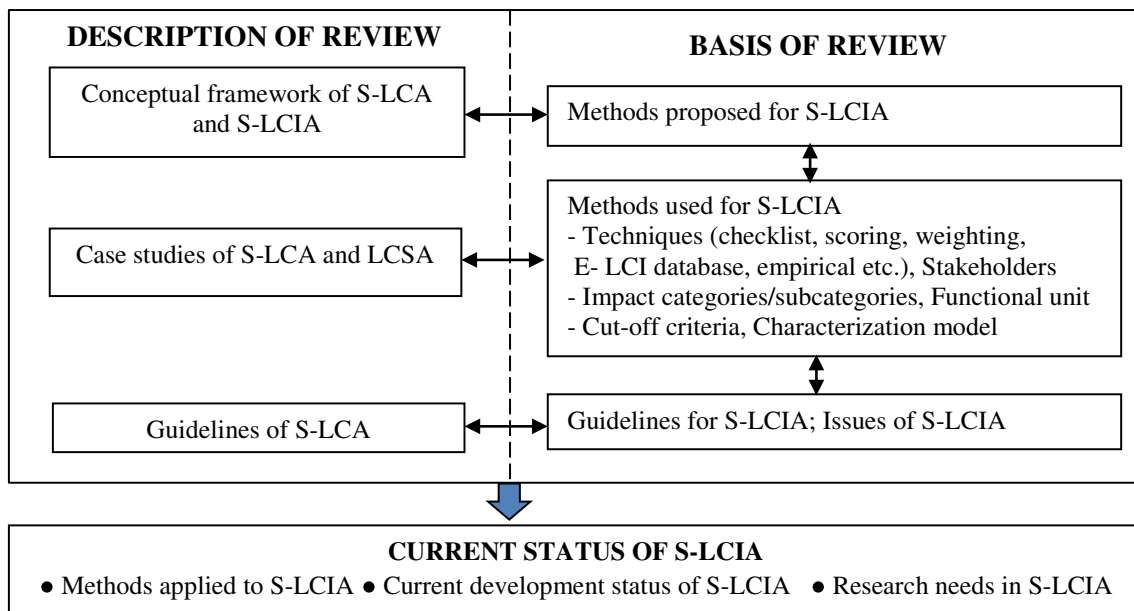 DESCRIPTION OF REVIEW
BASIS OF REVIEW
Conceptual framework of S-LCA
and S-LCIA
Methods proposed for S-LCIA
Case studies of S-LCA and LCSA
Methods used for S-LCIA
- Techniques (checklist, scoring, weighting,
E- LCI database, empirical etc.), Stakeholders
- Impact categories/subcategories, Functional unit
- Cut-off criteria, Characterization model
Guidelines of S-LCA
Guidelines for S-LCIA; Issues of S-LCIA
CURRENT STATUS OF S-LCIA
● Methods applied to S-LCIA ● Current development status of S-LCIA ● Research needs in S-LCIA